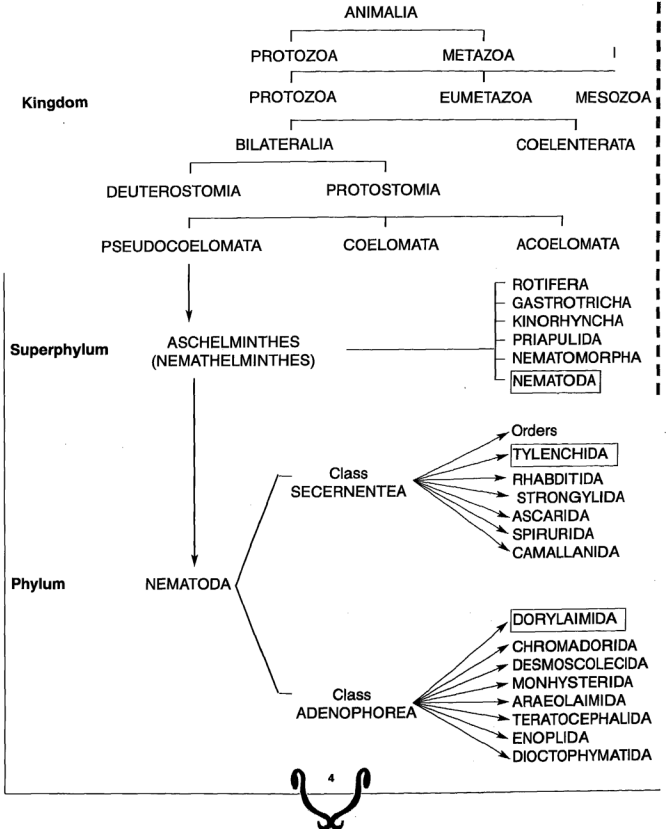 ANIMALIA
PROTOZOA METAZOA
Kingdom PROTOZOA EUMETAZOA MESOZOA
BILATERALIA COELENTERATA
DEUTEROSTOMIA PROTOSTOMIA
PSEUDOCOELOMATA COELOMATA ACOELOMATA
Superphylum
ASCHELMINTHES
(NEMATHELMINTHES)
ROTIFERA
GASTROTRICHA
KINORHYNCHA
PRIAPULIDA
NEMATOMORPHA
NEMATODA
Class
SECERNENTEA
Orders
TYLENCHIDA
RHABDITIDA
STRONGYLIDA
ASCARIDA
SPIRURIDA
CAMALLANIDA
Phylum NEMATODA
Class
ADENOPHOREA
DORYLAIMIDA
CHROMADORIDA
DESMOSCOLECIDA
MONHYSTERIDA
ARAEOLAIMIDA
TERATOCEPHALIDA
ENOPLIDA
DIOCTOPHYMATIDA
4